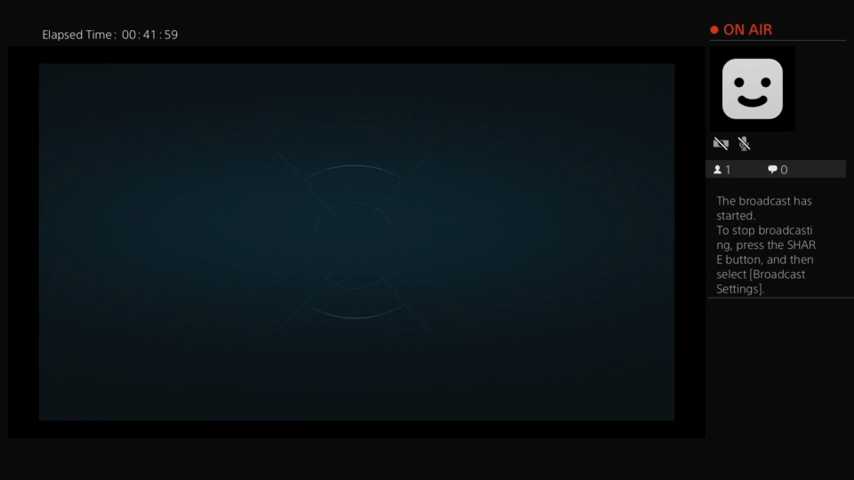 Elapsed Time: 00:41:59
ON AIR
1 0
The broadcast has
started.
To stop broadcasti
ng, press the SHAR
E button, and then
select [Broadcast
Settings].